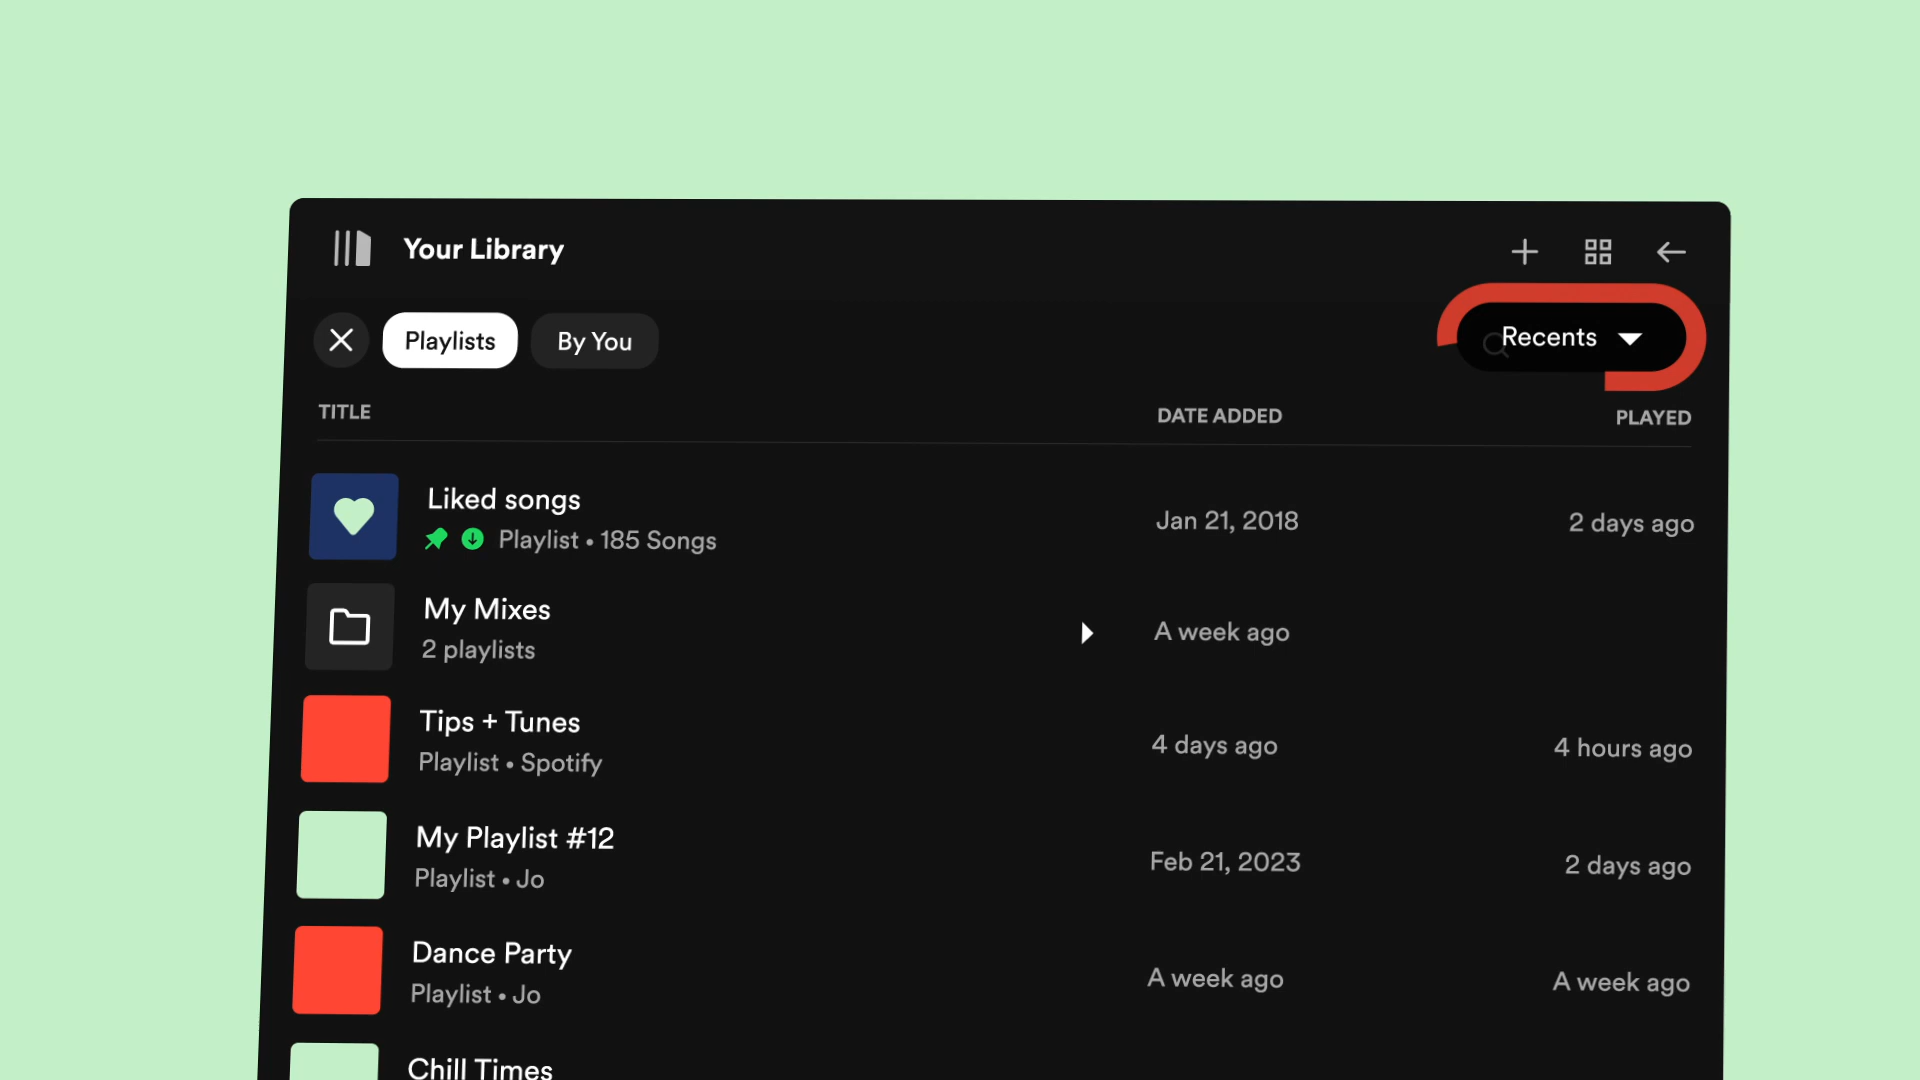 Your Library
Playlists
By You
Recents
TITLE
DATE ADDED
PLAYED
Liked songs
Playlist • 185 Songs
Jan 21, 2018
2 days ago
My Mixes
2 playlists
A week ago
Tips + Tunes
Playlist • Spotify
4 days ago
4 hours ago
My Playlist #12
Playlist • Jo
Feb 21, 2023
2 days ago
Dance Party
Playlist • Jo
A week ago
A week ago
Chill Times